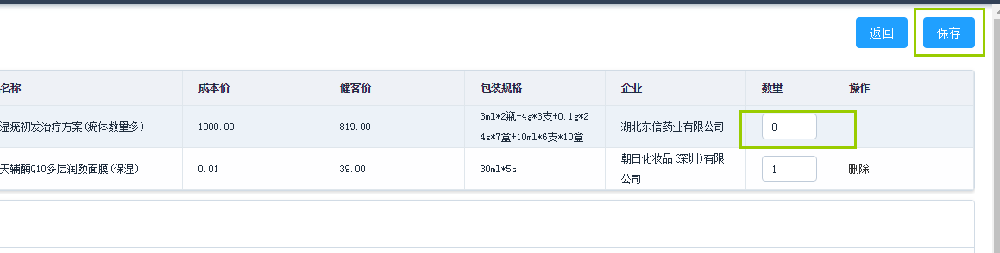 返回
保存
名称 成本价 健客价 包装规格 企业 数量 操作
湿疣初发治疗方案(疣体数量多) 1000.00 819.00 3ml*2瓶+4g*3支+0.1g*2
4s*7盒+10ml*6支*10盒 湖北东信药业有限公司 0
天辅酶Q10多层润颜面膜(保湿) 0.01 39.00 30ml*5s 朝日化妆品(深圳)有限
公司 1 删除